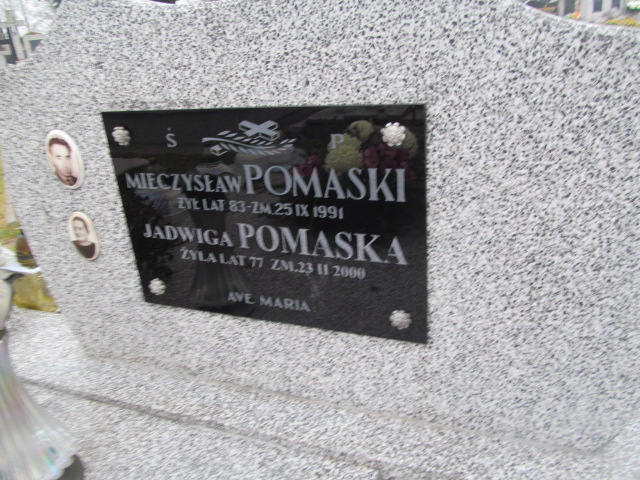 Ś P
MIECZYSŁAW POMASKI
ŻYŁ LAT 83-ZM.25 IX 1991
JADWIGA POMASKA
ŻYŁA LAT 77 ZM.23 II 2000
AVE MARIA